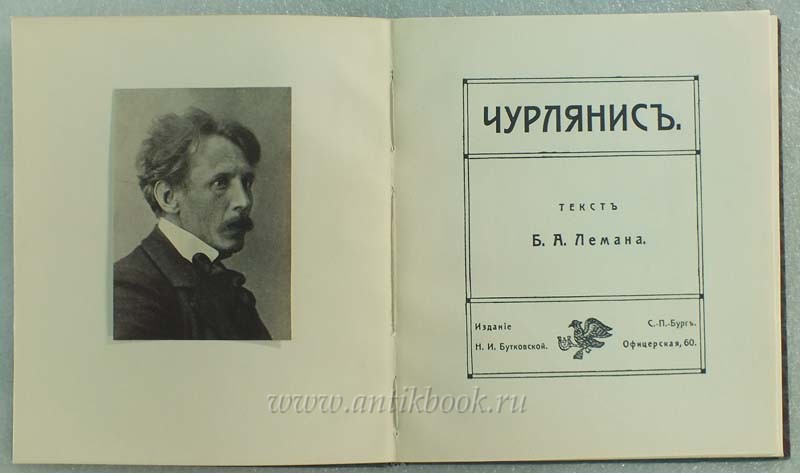 ЧУРЛЯНИСЪ.
ТЕКСТЪ
Б. А. Лемана.
Изданіе
Н. И. Бутковской.
С.-П.-Бургъ.
Офицерская, 60.
www.antikbook.ru